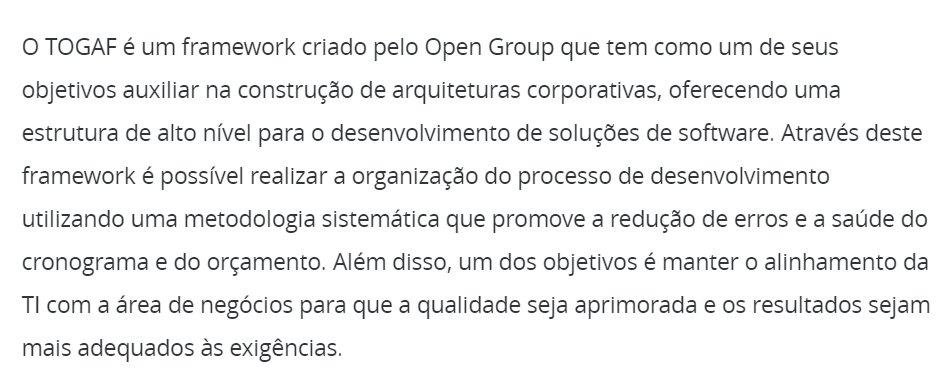 O TOGAF é um framework criado pelo Open Group que tem como um de seus
objetivos auxiliar na construção de arquiteturas corporativas, oferecendo uma
estrutura de alto nível para o desenvolvimento de soluções de software. Através deste
framework é possível realizar a organização do processo de desenvolvimento
utilizando uma metodologia sistemática que promove a redução de erros e a saúde do
cronograma e do orçamento. Além disso, um dos objetivos é manter o alinhamento da
TI com a área de negócios para que a qualidade seja aprimorada e os resultados sejam
mais adequados às exigências.